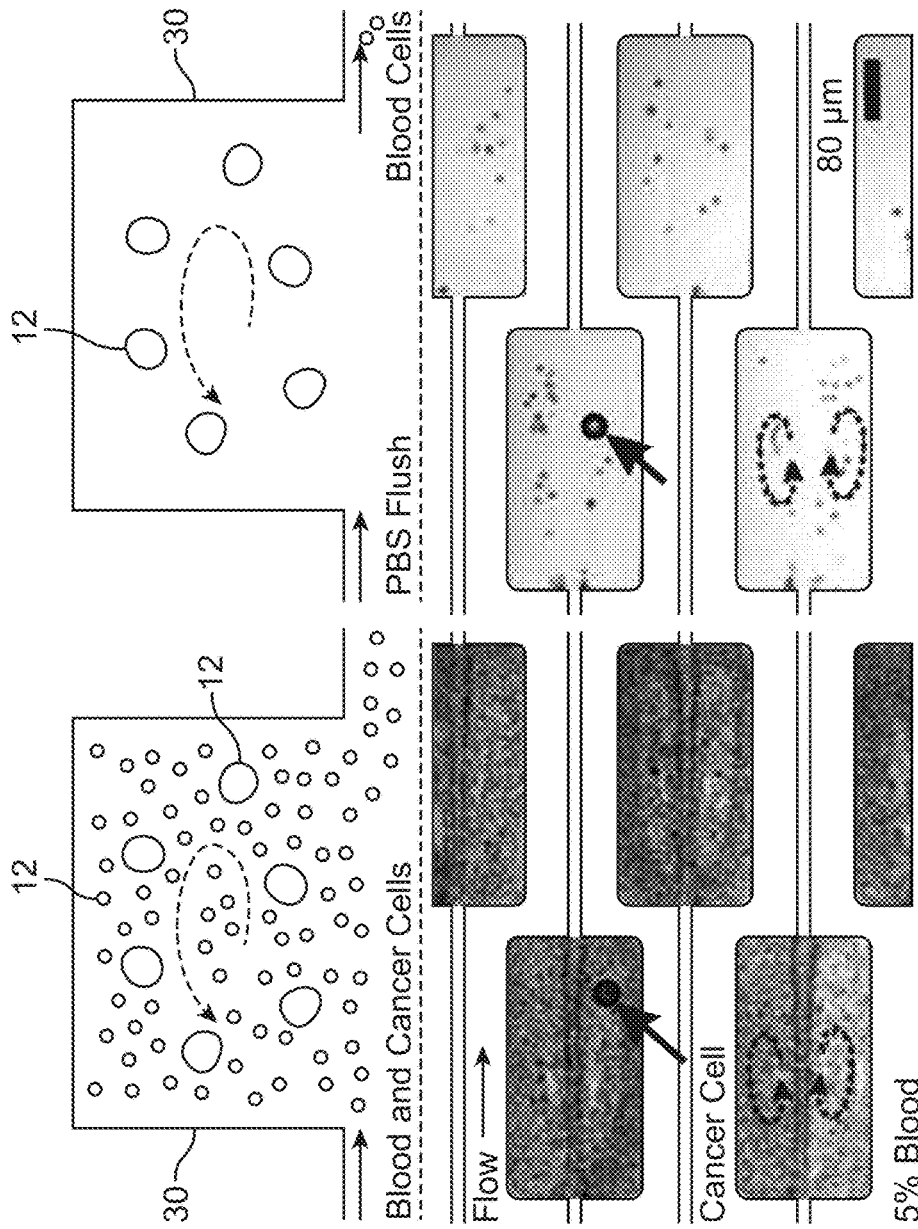 12
12
30
12
30
Blood and Cancer Cells
PBS Flush
Blood Cells
Flow
Cancer Cell
80 µm
5% Blood